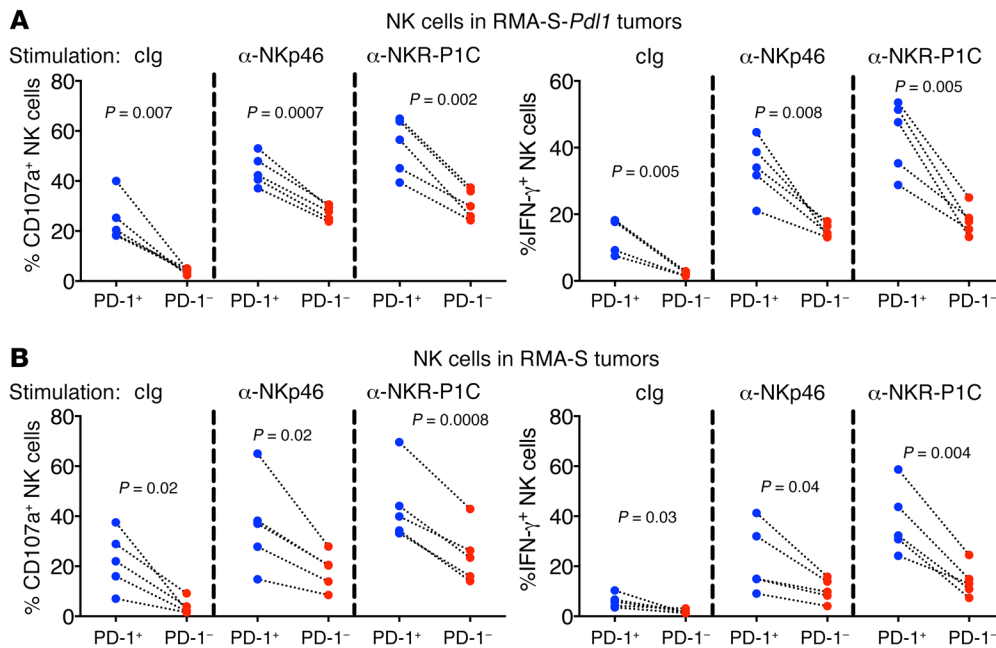 A
NK cells in RMA-S-Pdl1 tumors
Stimulation: cIg
α-NKp46
α-NKR-P1C
cIg
α-NKp46
α-NKR-P1C
% CD107a⁺ NK cells
80
60
40
20
0
P = 0.007
P = 0.0007
P = 0.002
PD-1⁺ PD-1⁻ PD-1⁺ PD-1⁻ PD-1⁺ PD-1⁻
%IFN-γ⁺ NK cells
60
40
20
0
P = 0.005
P = 0.008
P = 0.005
PD-1⁺ PD-1⁻ PD-1⁺ PD-1⁻ PD-1⁺ PD-1⁻
B
NK cells in RMA-S tumors
Stimulation: cIg
α-NKp46
α-NKR-P1C
cIg
α-NKp46
α-NKR-P1C
% CD107a⁺ NK cells
80
60
40
20
0
P = 0.02
P = 0.02
P = 0.0008
PD-1⁺ PD-1⁻ PD-1⁺ PD-1⁻ PD-1⁺ PD-1⁻
%IFN-γ⁺ NK cells
80
60
40
20
0
P = 0.03
P = 0.04
P = 0.004
PD-1⁺ PD-1⁻ PD-1⁺ PD-1⁻ PD-1⁺ PD-1⁻